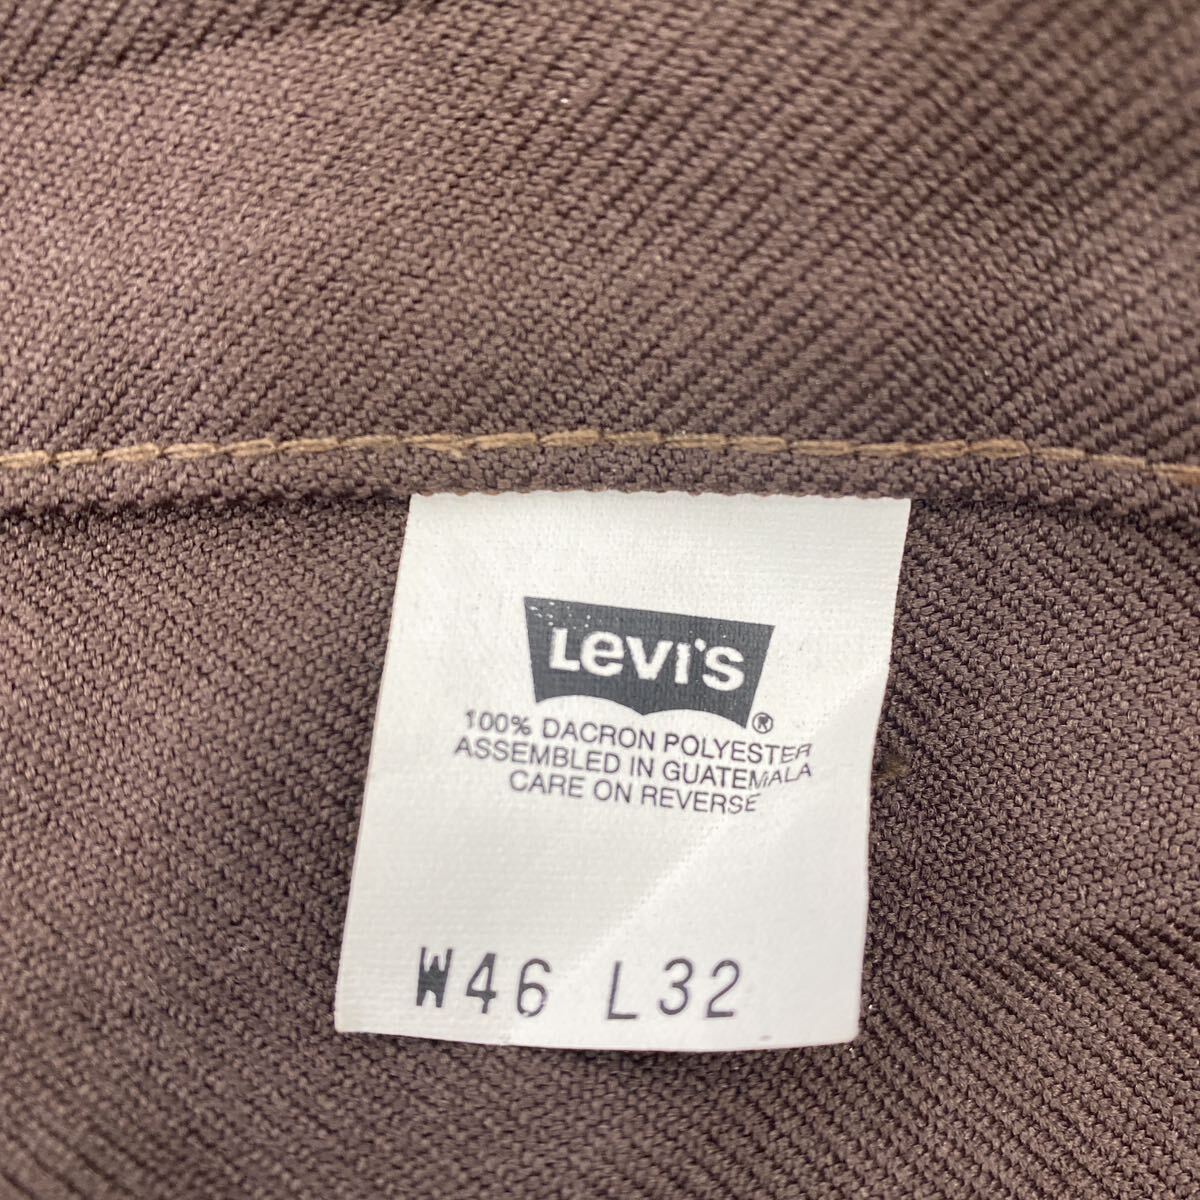 Levi's ®
100% DACRON POLYESTER
ASSEMBLED IN GUATEMALA
CARE ON REVERSE
W46 L32